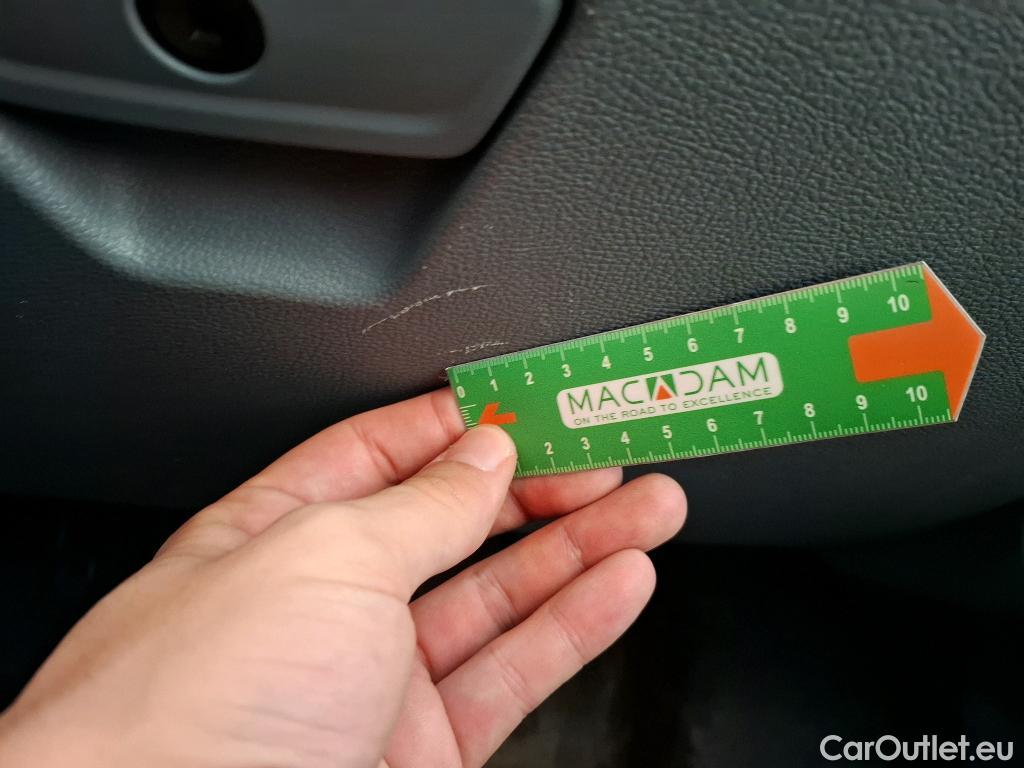 0 1 2 3 4 5 6 7 8 9 10
MACADAM
ON THE ROAD TO EXCELLENCE
2 3 4 5 6 7 8 9 10
CarOutlet.eu